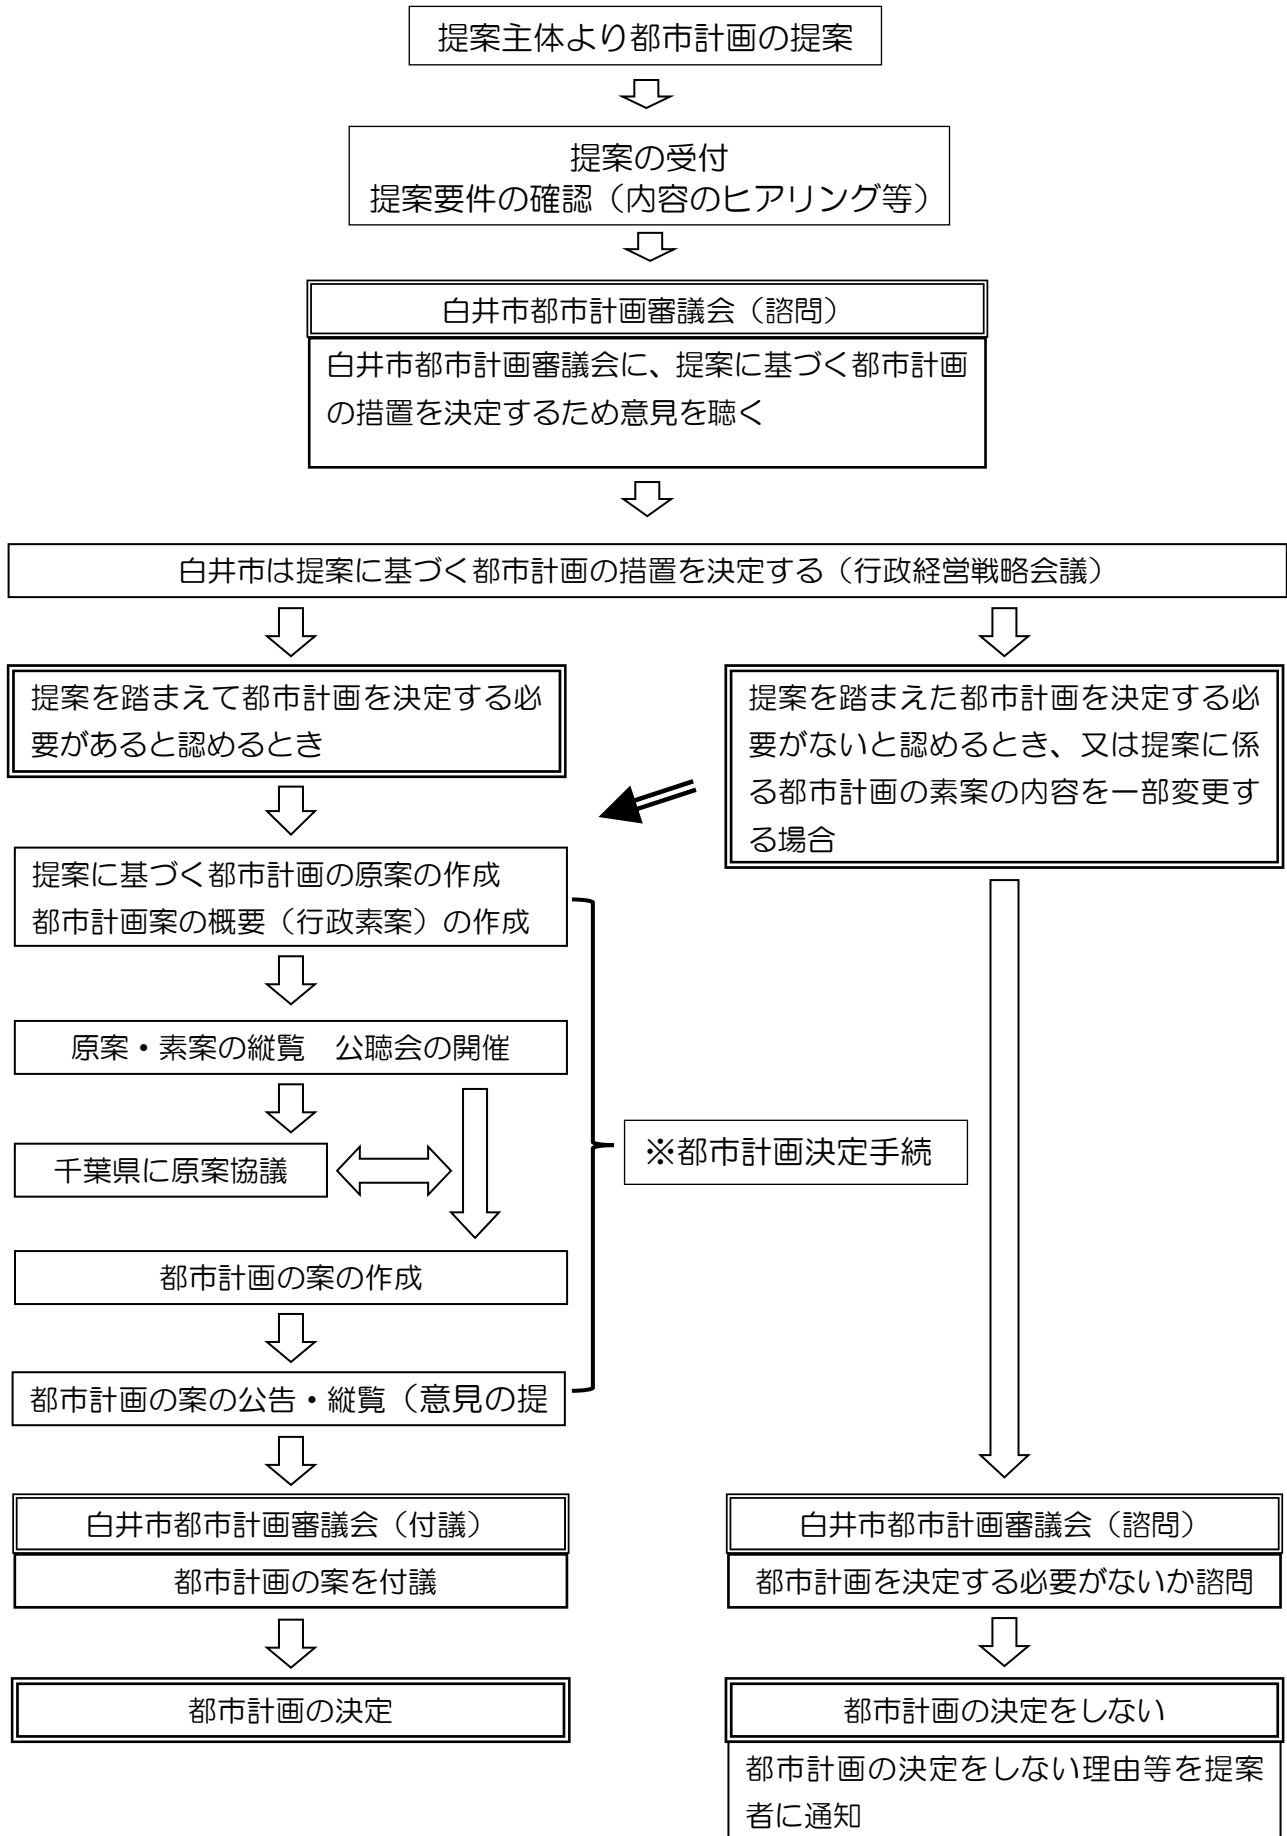 提案主体より都市計画の提案
提案の受付
提案要件の確認（内容のヒアリング等）
白井市都市計画審議会（諮問）
白井市都市計画審議会に、提案に基づく都市計画
の措置を決定するため意見を聴く
白井市は提案に基づく都市計画の措置を決定する（行政経営戦略会議）
提案を踏まえて都市計画を決定する必
要があると認めるとき
提案を踏まえた都市計画を決定する必
要がないと認めるとき、又は提案に係
る都市計画の素案の内容を一部変更す
る場合
提案に基づく都市計画の原案の作成
都市計画案の概要（行政素案）の作成
原案・素案の縦覧　公聴会の開催
千葉県に原案協議
※都市計画決定手続
都市計画の案の作成
都市計画の案の公告・縦覧（意見の提
白井市都市計画審議会（付議）
都市計画の案を付議
都市計画の決定
白井市都市計画審議会（諮問）
都市計画を決定する必要がないか諮問
都市計画の決定をしない
都市計画の決定をしない理由等を提案
者に通知